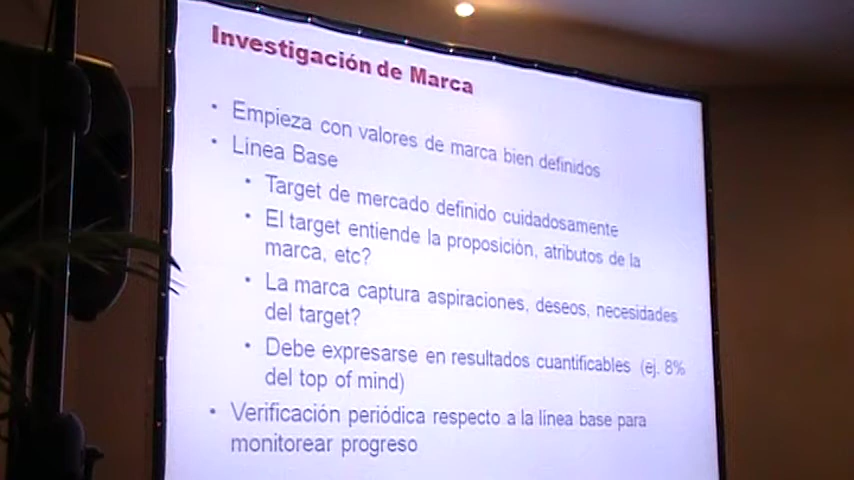 Investigación de Marca
• Empieza con valores de marca bien definidos
• Línea Base
• Target de mercado definido cuidadosamente
• El target entiende la proposición, atributos de la
marca, etc?
• La marca captura aspiraciones, deseos, necesidades
del target?
• Debe expresarse en resultados cuantificables (ej. 8%
del top of mind)
• Verificación periódica respecto a la línea base para
monitorear progreso